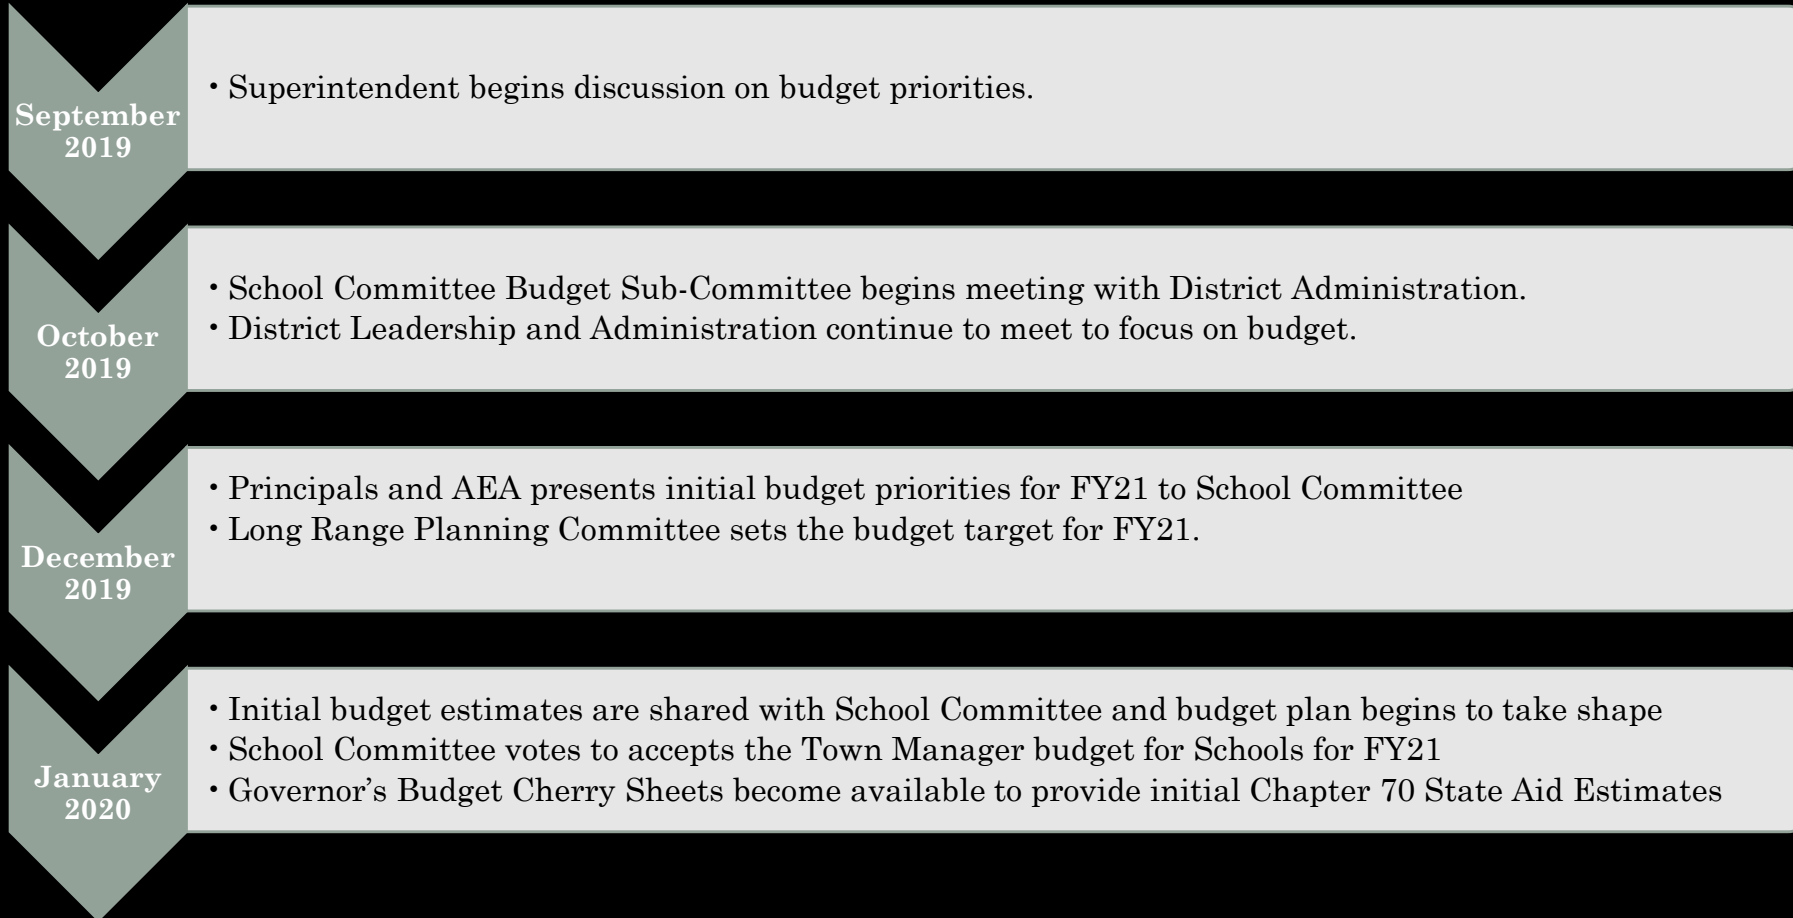 September
2019
• Superintendent begins discussion on budget priorities.
October
2019
• School Committee Budget Sub-Committee begins meeting with District Administration.
• District Leadership and Administration continue to meet to focus on budget.
December
2019
• Principals and AEA presents initial budget priorities for FY21 to School Committee
• Long Range Planning Committee sets the budget target for FY21.
January
2020
• Initial budget estimates are shared with School Committee and budget plan begins to take shape
• School Committee votes to accepts the Town Manager budget for Schools for FY21
• Governor’s Budget Cherry Sheets become available to provide initial Chapter 70 State Aid Estimates